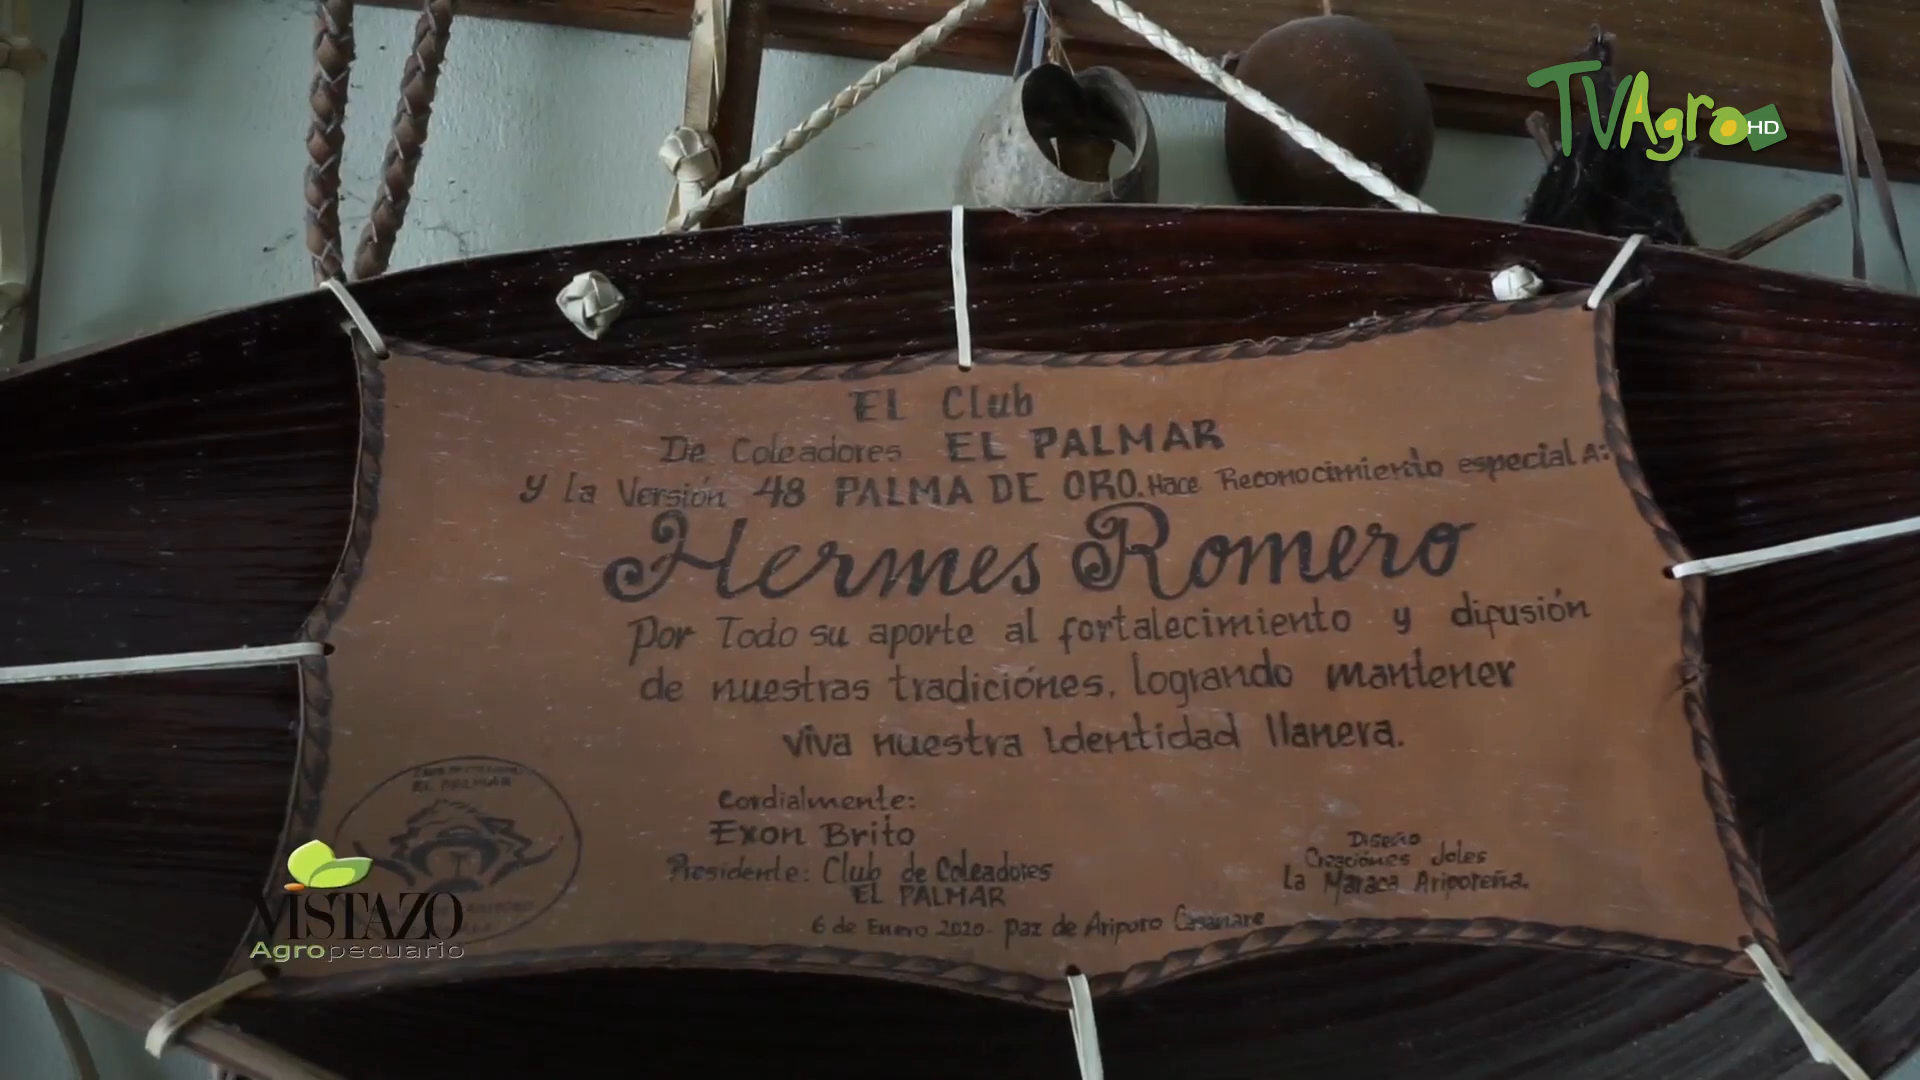 TVAgro HD
EL Club
De Coleadores EL PALMAR
y la Versión 48 PALMA DE ORO. Hace Reconocimiento especial A:
Hermes Romero
Por Todo su aporte al fortalecimiento y difusión
de nuestras tradiciónes, logrando mantener
viva nuestra Identidad llanera.
Cordialmente:
Exon Brito
Presidente: Club de Coleadores
EL PALMAR
6 de Enero 2020- Paz de Ariporo Casanare
Diseño
Creaciónes Joles
La Maraca Ariporeña.
EL PALMAR
VISTAZO
Agropecuario